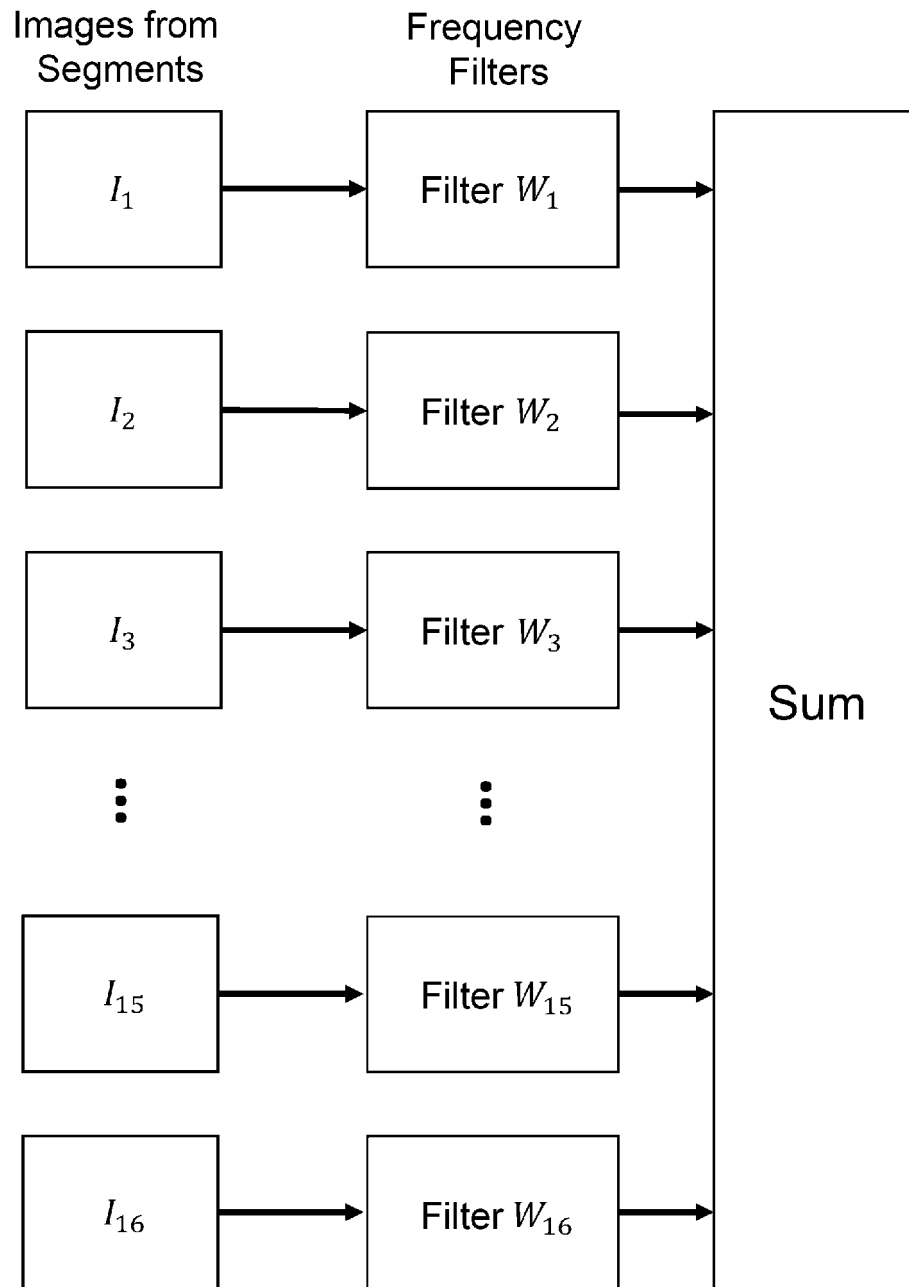 Images from
Segments
Frequency
Filters
I₁
Filter W₁
I₂
Filter W₂
I₃
Filter W₃
Sum
I₁₅
Filter W₁₅
I₁₆
Filter W₁₆